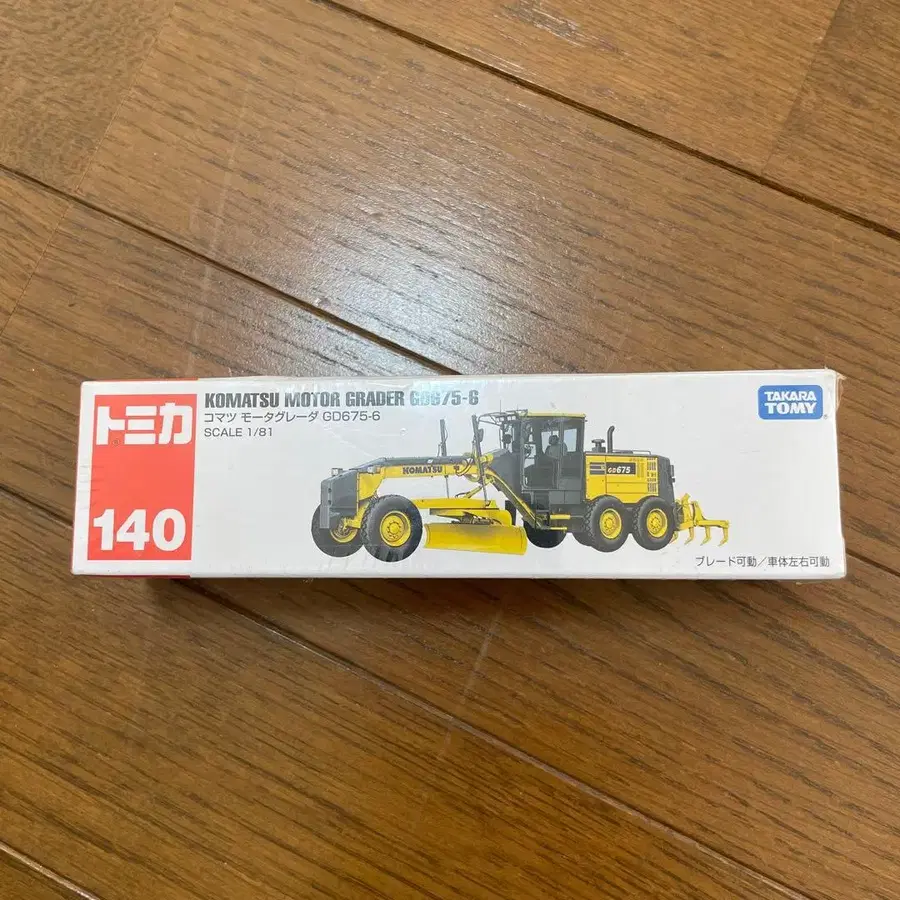 トミカ
140
KOMATSU MOTOR GRADER GD675-6
コマツ モータグレーダ GD675-6
SCALE 1/81
TAKARA
TOMY
KOMATSU
GD675
ブレード可動／車体左右可動